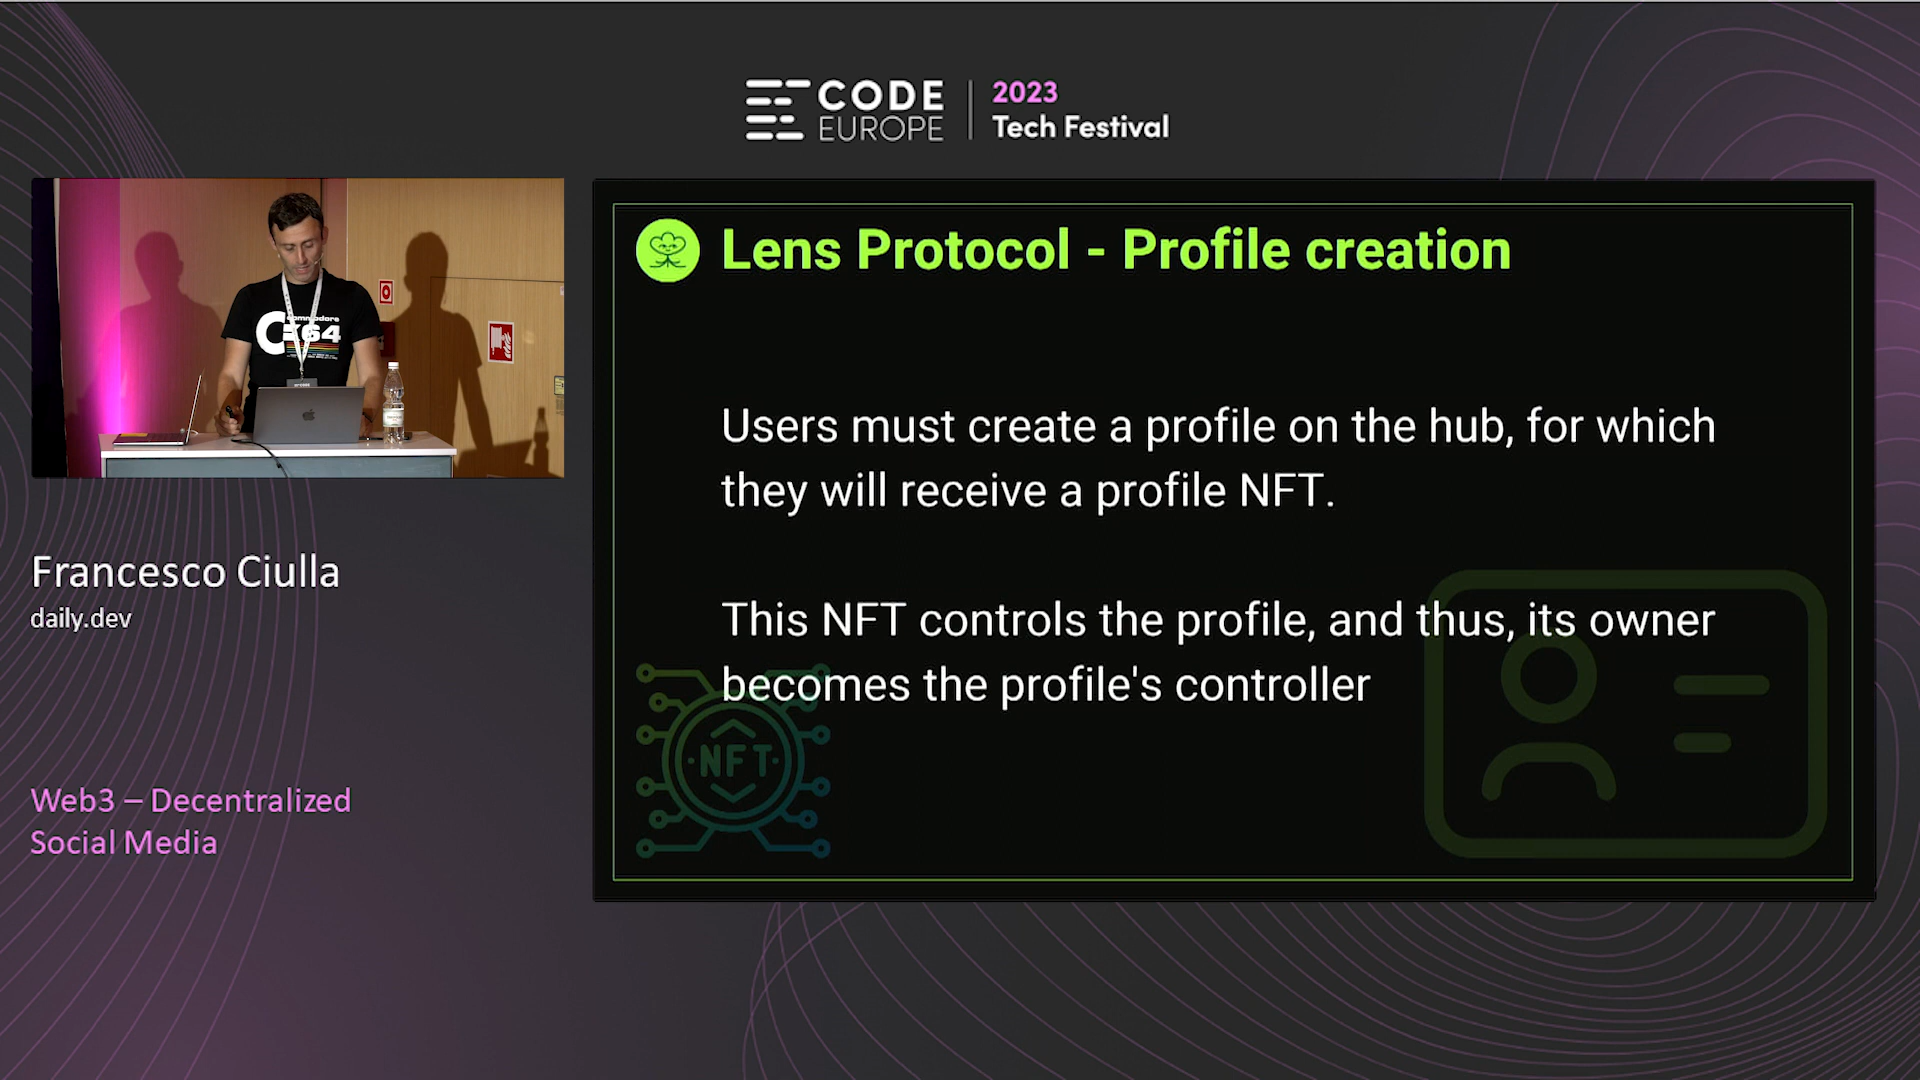 CODE
EUROPE
2023
Tech Festival
commodore
C=64
Lens Protocol - Profile creation
Users must create a profile on the hub, for which
they will receive a profile NFT.
This NFT controls the profile, and thus, its owner
becomes the profile's controller
·NFT·
Francesco Ciulla
daily.dev
Web3 – Decentralized
Social Media